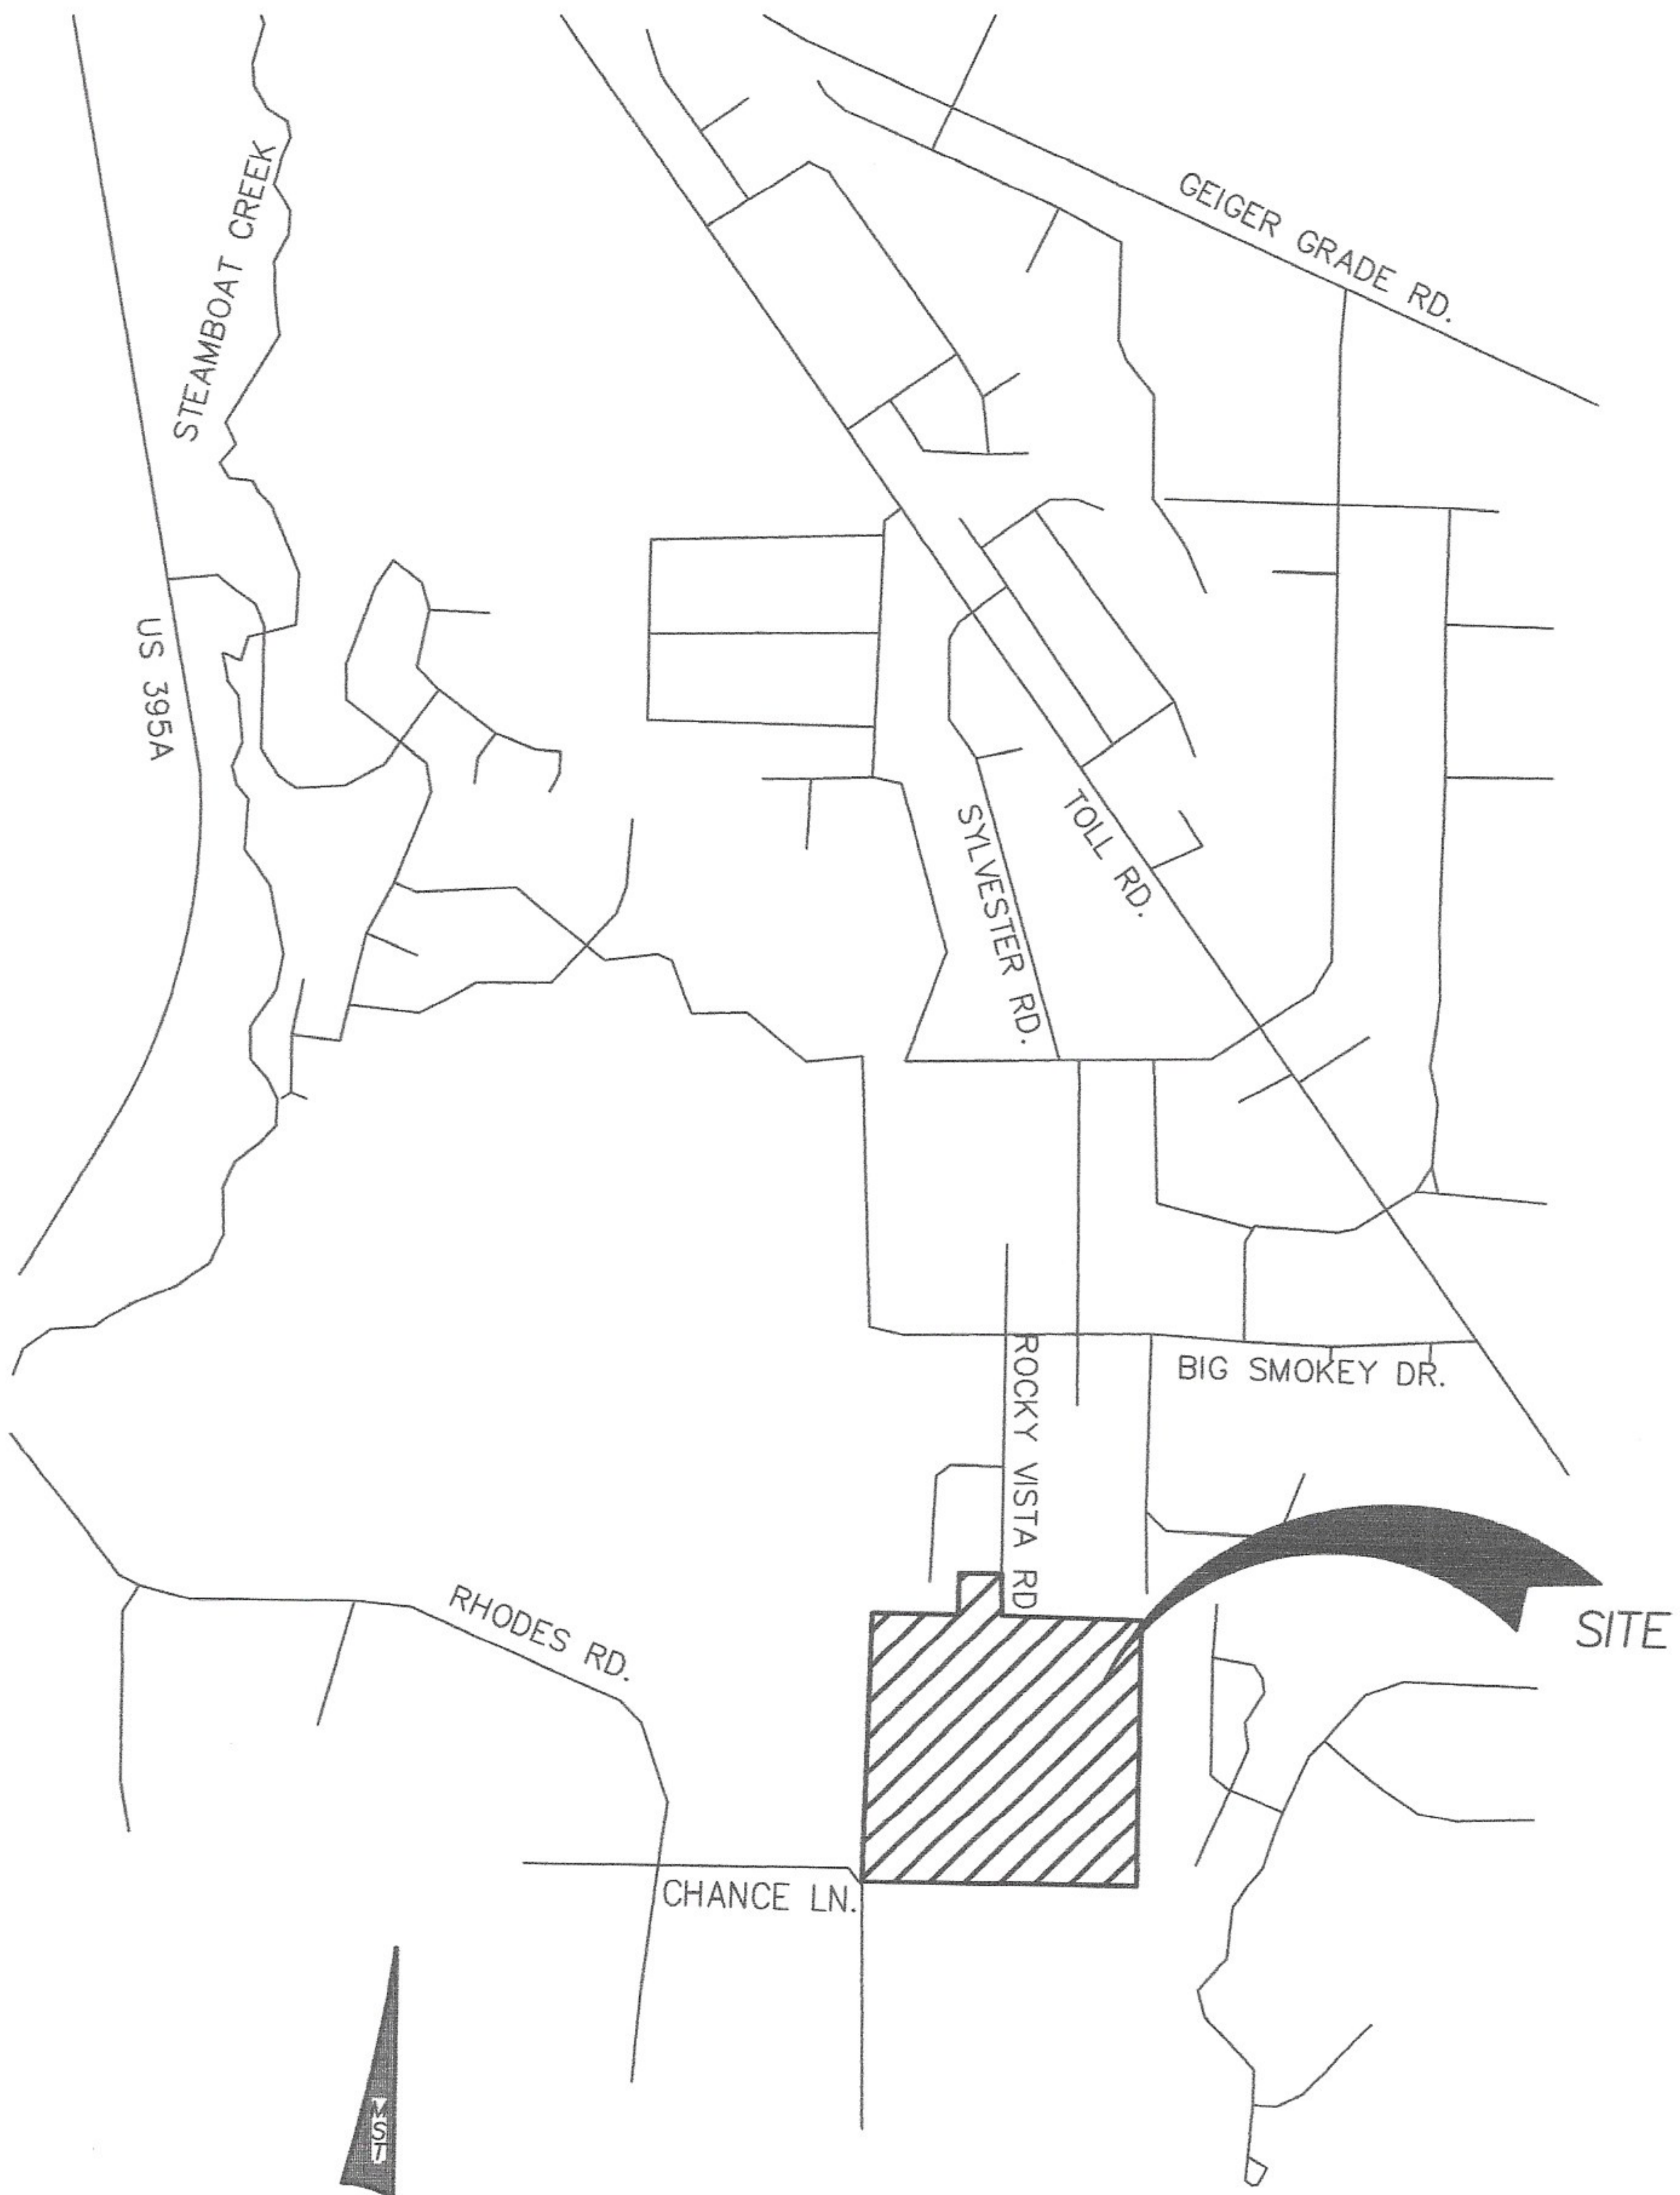 GEIGER GRADE RD.
STEAMBOAT CREEK
US 395A
TOLL RD.
SYLVESTER RD.
BIG SMOKEY DR.
ROCKY VISTA RD
SITE
RHODES RD.
CHANCE LN.
MST